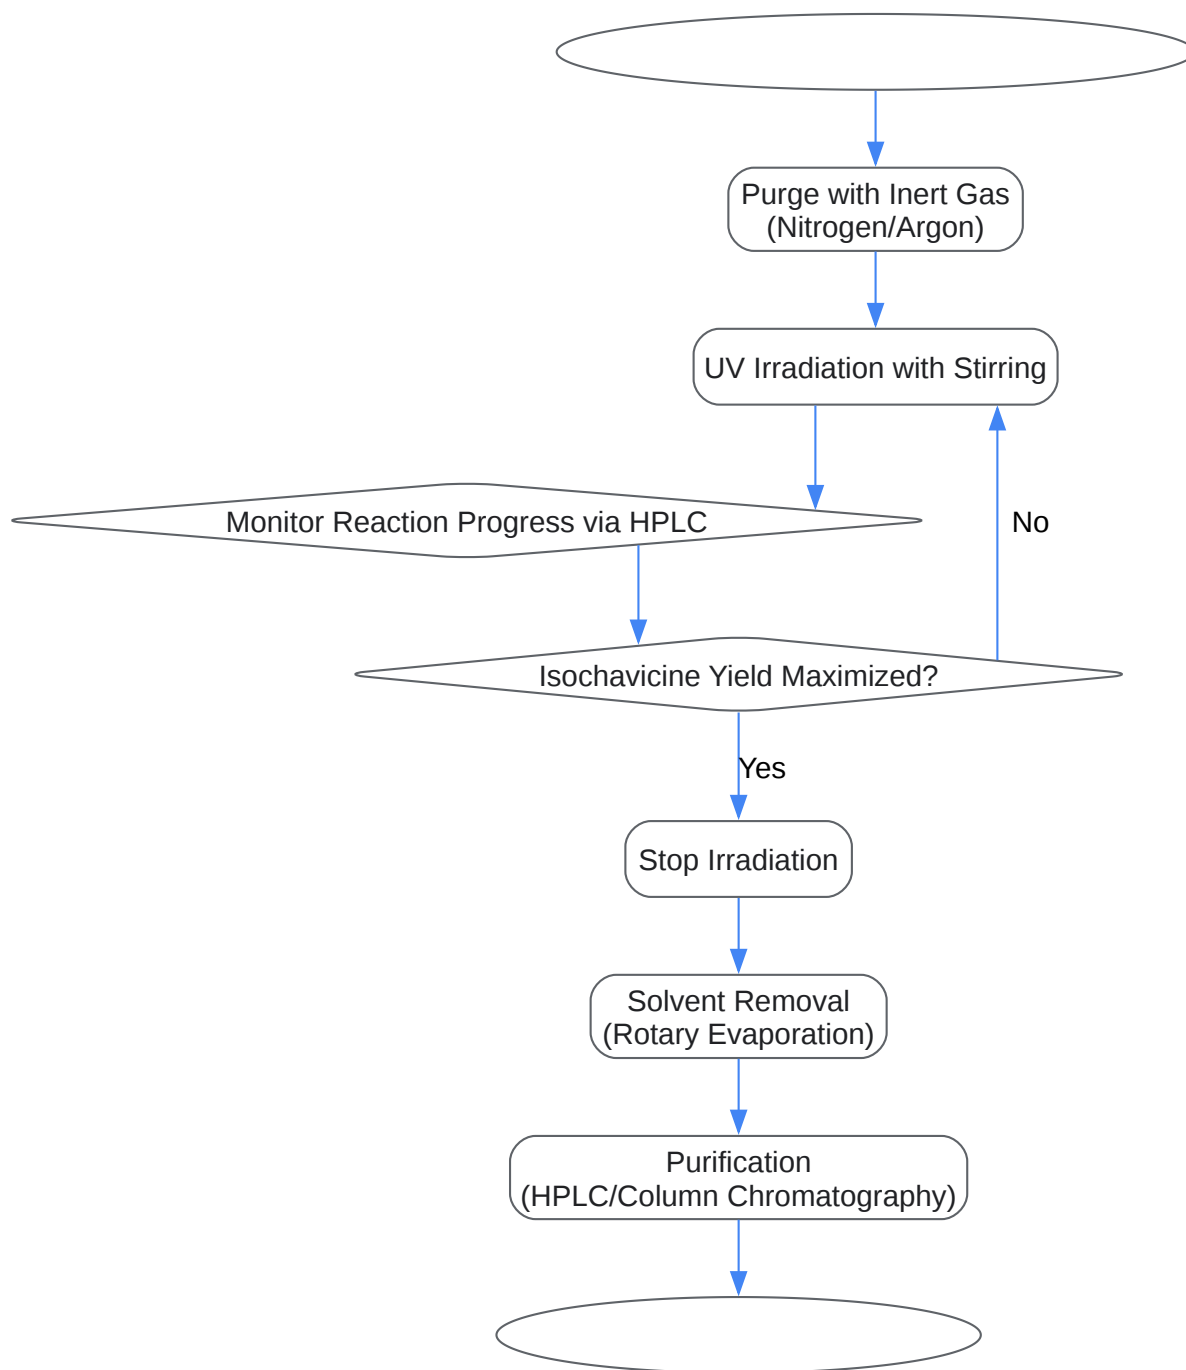 Purge with Inert Gas
(Nitrogen/Argon)
UV Irradiation with Stirring
Monitor Reaction Progress via HPLC
No
Isochavicine Yield Maximized?
Yes
Stop Irradiation
Solvent Removal
(Rotary Evaporation)
Purification
(HPLC/Column Chromatography)